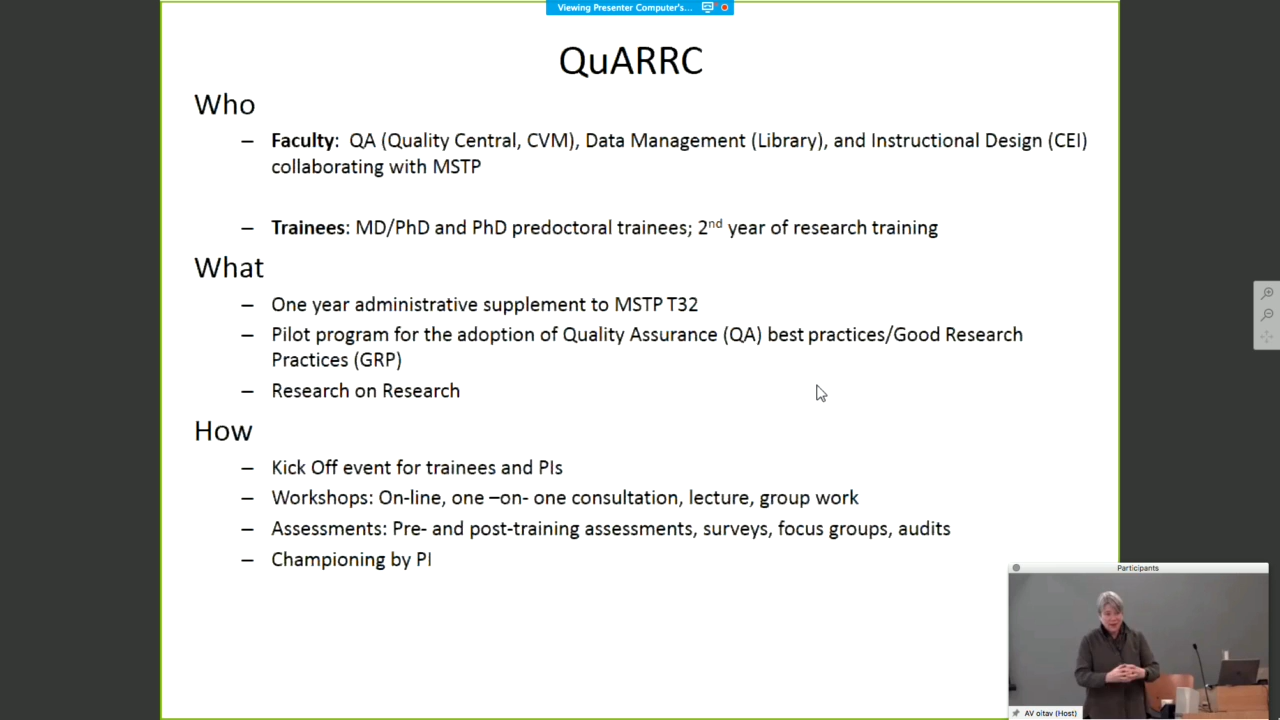 Viewing Presenter Computer's...
QuARRC
Who
– Faculty: QA (Quality Central, CVM), Data Management (Library), and Instructional Design (CEI)
collaborating with MSTP
– Trainees: MD/PhD and PhD predoctoral trainees; 2nd year of research training
What
– One year administrative supplement to MSTP T32
– Pilot program for the adoption of Quality Assurance (QA) best practices/Good Research
Practices (GRP)
– Research on Research
How
– Kick Off event for trainees and PIs
– Workshops: On-line, one –on- one consultation, lecture, group work
– Assessments: Pre- and post-training assessments, surveys, focus groups, audits
– Championing by PI
Participants
AV oitav (Host)